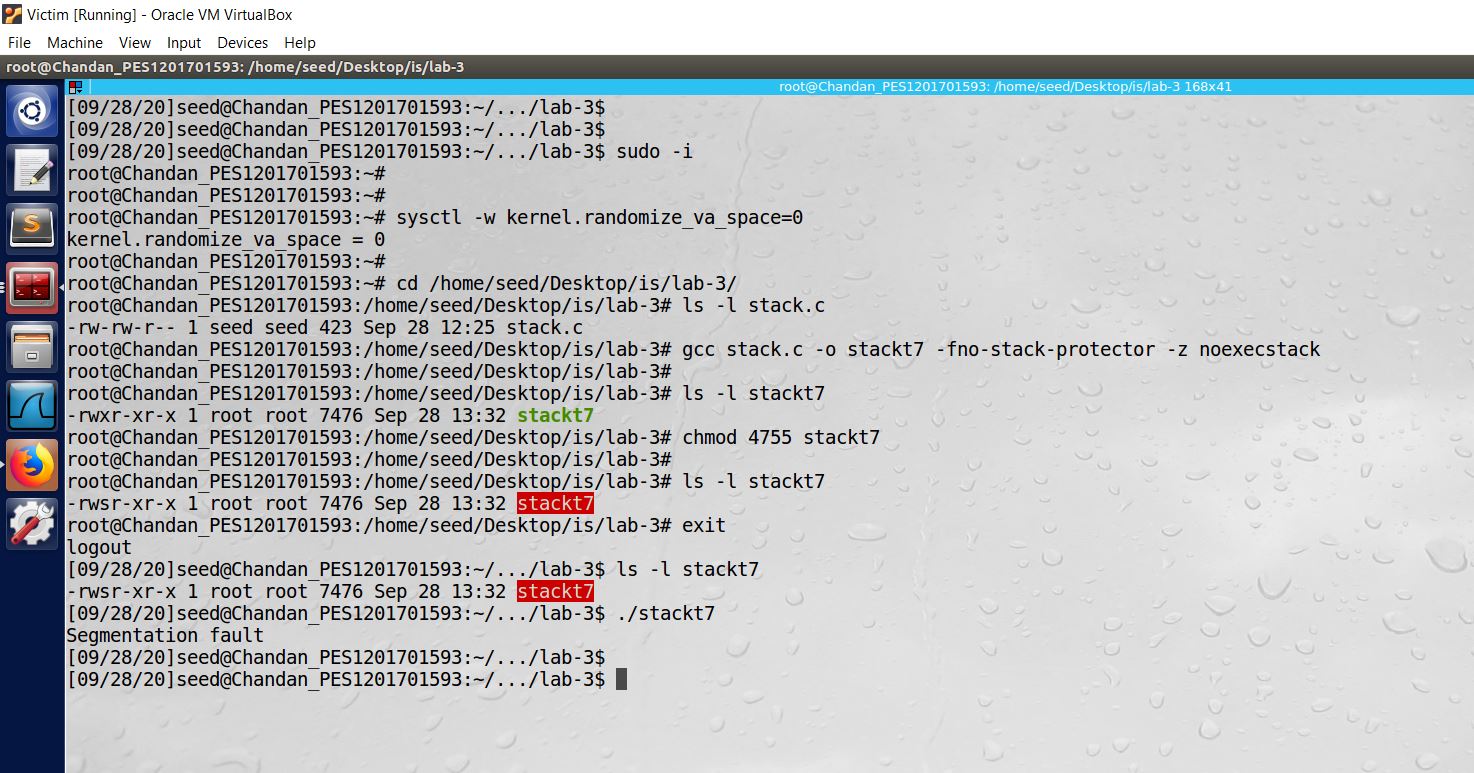 Victim [Running] - Oracle VM VirtualBox
File Machine View Input Devices Help
root@Chandan_PES1201701593: /home/seed/Desktop/is/lab-3
root@Chandan_PES1201701593: /home/seed/Desktop/is/lab-3 168x41
[09/28/20]seed@Chandan_PES1201701593:~/.../lab-3$
[09/28/20]seed@Chandan_PES1201701593:~/.../lab-3$
[09/28/20]seed@Chandan_PES1201701593:~/.../lab-3$ sudo -i
root@Chandan_PES1201701593:~#
root@Chandan_PES1201701593:~#
root@Chandan_PES1201701593:~# sysctl -w kernel.randomize_va_space=0
kernel.randomize_va_space = 0
root@Chandan_PES1201701593:~#
root@Chandan_PES1201701593:~# cd /home/seed/Desktop/is/lab-3/
root@Chandan_PES1201701593:/home/seed/Desktop/is/lab-3# ls -l stack.c
-rw-rw-r-- 1 seed seed 423 Sep 28 12:25 stack.c
root@Chandan_PES1201701593:/home/seed/Desktop/is/lab-3# gcc stack.c -o stackt7 -fno-stack-protector -z noexecstack
root@Chandan_PES1201701593:/home/seed/Desktop/is/lab-3#
root@Chandan_PES1201701593:/home/seed/Desktop/is/lab-3# ls -l stackt7
-rwxr-xr-x 1 root root 7476 Sep 28 13:32 stackt7
root@Chandan_PES1201701593:/home/seed/Desktop/is/lab-3# chmod 4755 stackt7
root@Chandan_PES1201701593:/home/seed/Desktop/is/lab-3#
root@Chandan_PES1201701593:/home/seed/Desktop/is/lab-3# ls -l stackt7
-rwsr-xr-x 1 root root 7476 Sep 28 13:32 stackt7
root@Chandan_PES1201701593:/home/seed/Desktop/is/lab-3# exit
logout
[09/28/20]seed@Chandan_PES1201701593:~/.../lab-3$ ls -l stackt7
-rwsr-xr-x 1 root root 7476 Sep 28 13:32 stackt7
[09/28/20]seed@Chandan_PES1201701593:~/.../lab-3$ ./stackt7
Segmentation fault
[09/28/20]seed@Chandan_PES1201701593:~/.../lab-3$
[09/28/20]seed@Chandan_PES1201701593:~/.../lab-3$